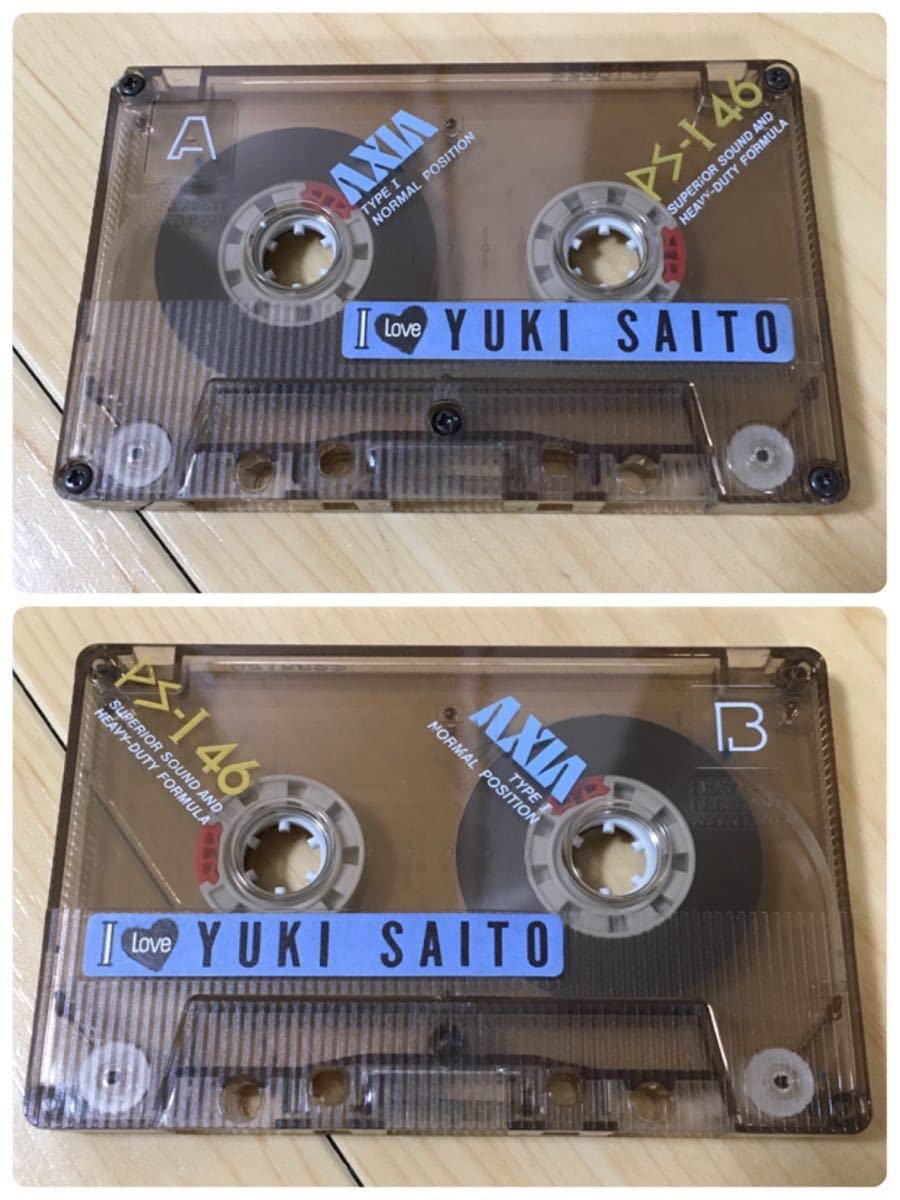 A
AXIA
TYPE I
NORMAL POSITION
PS-I 46
SUPERIOR SOUND AND
HEAVY-DUTY FORMULA
I Love YUKI SAITO
PS-I 46
SUPERIOR SOUND AND
HEAVY-DUTY FORMULA
AXIA
TYPE I
NORMAL POSITION
B
I Love YUKI SAITO